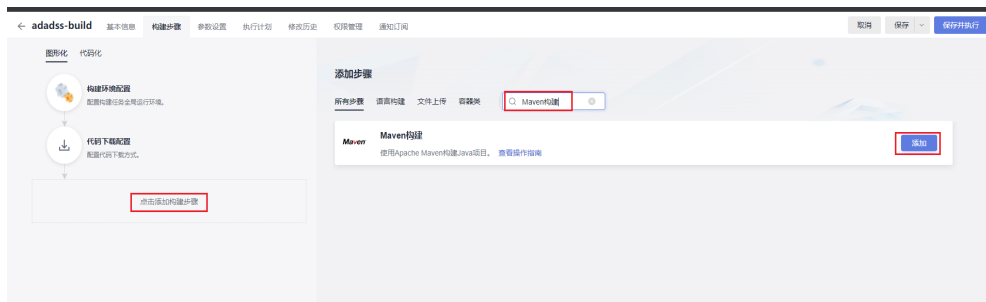 ← adadss-build 基本信息 构建步骤 参数设置 执行计划 修改历史 权限管理 通知订阅 取消 保存 保存并执行
图形化 代码化
构建环境配置
配置构建任务全局运行环境。
代码下载配置
配置代码下载方式。
点击添加构建步骤
添加步骤
所有步骤 语言构建 文件上传 容器类 Maven构建
Maven Maven构建 添加
使用Apache Maven构建Java项目。 查看操作指南